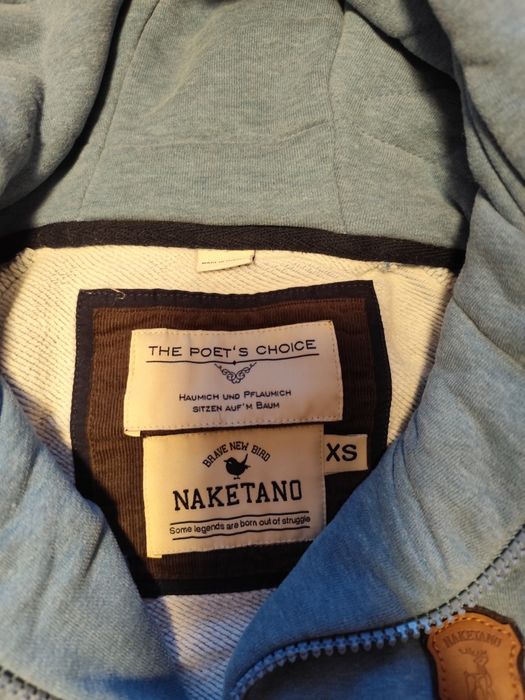 THE POET'S CHOICE
HAUMICH UND PFLAUMICH
SITZEN AUF'M BAUM
BRAVE NEW BIRD
XS
NAKETANO
Some legends are born out of struggle
NAKETANO